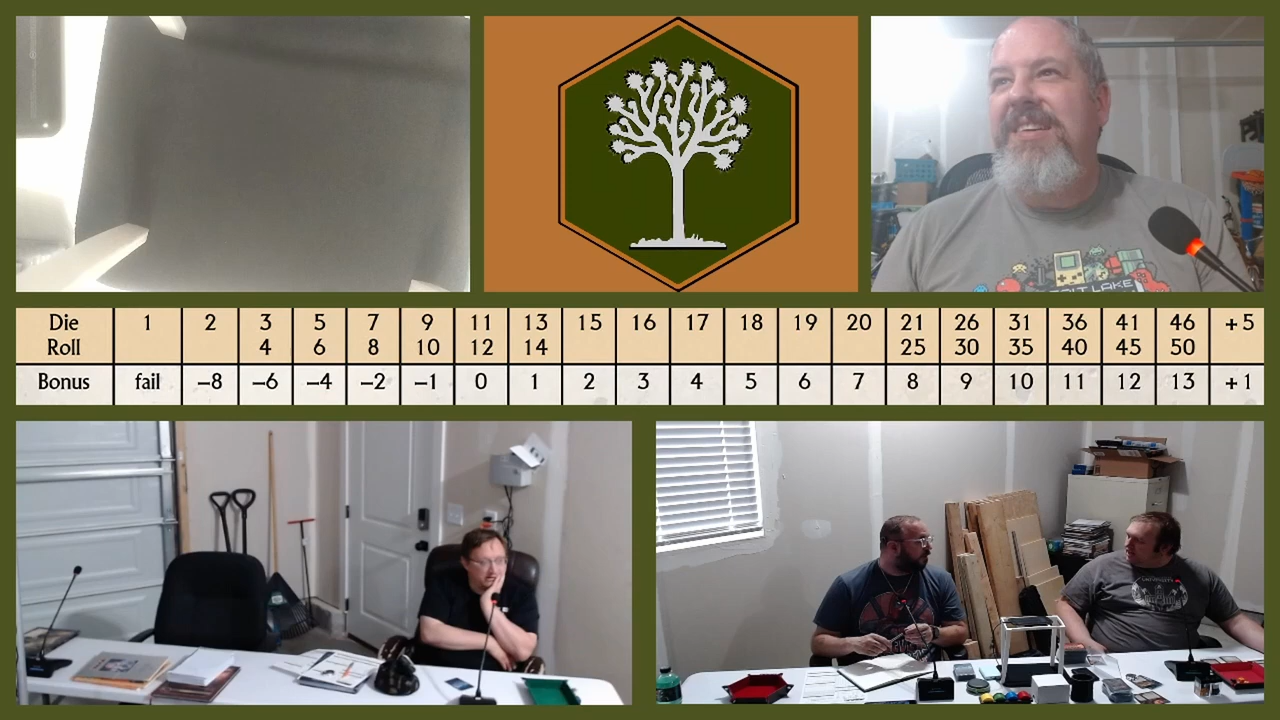 Die Roll 1 2 3 4 5 6 7 8 9 10 11 12 13 14 15 16 17 18 19 20 21 25 26 30 31 35 36 40 41 45 46 50 +5
Bonus fail –8 –6 –4 –2 –1 0 1 2 3 4 5 6 7 8 9 10 11 12 13 +1
LAKE